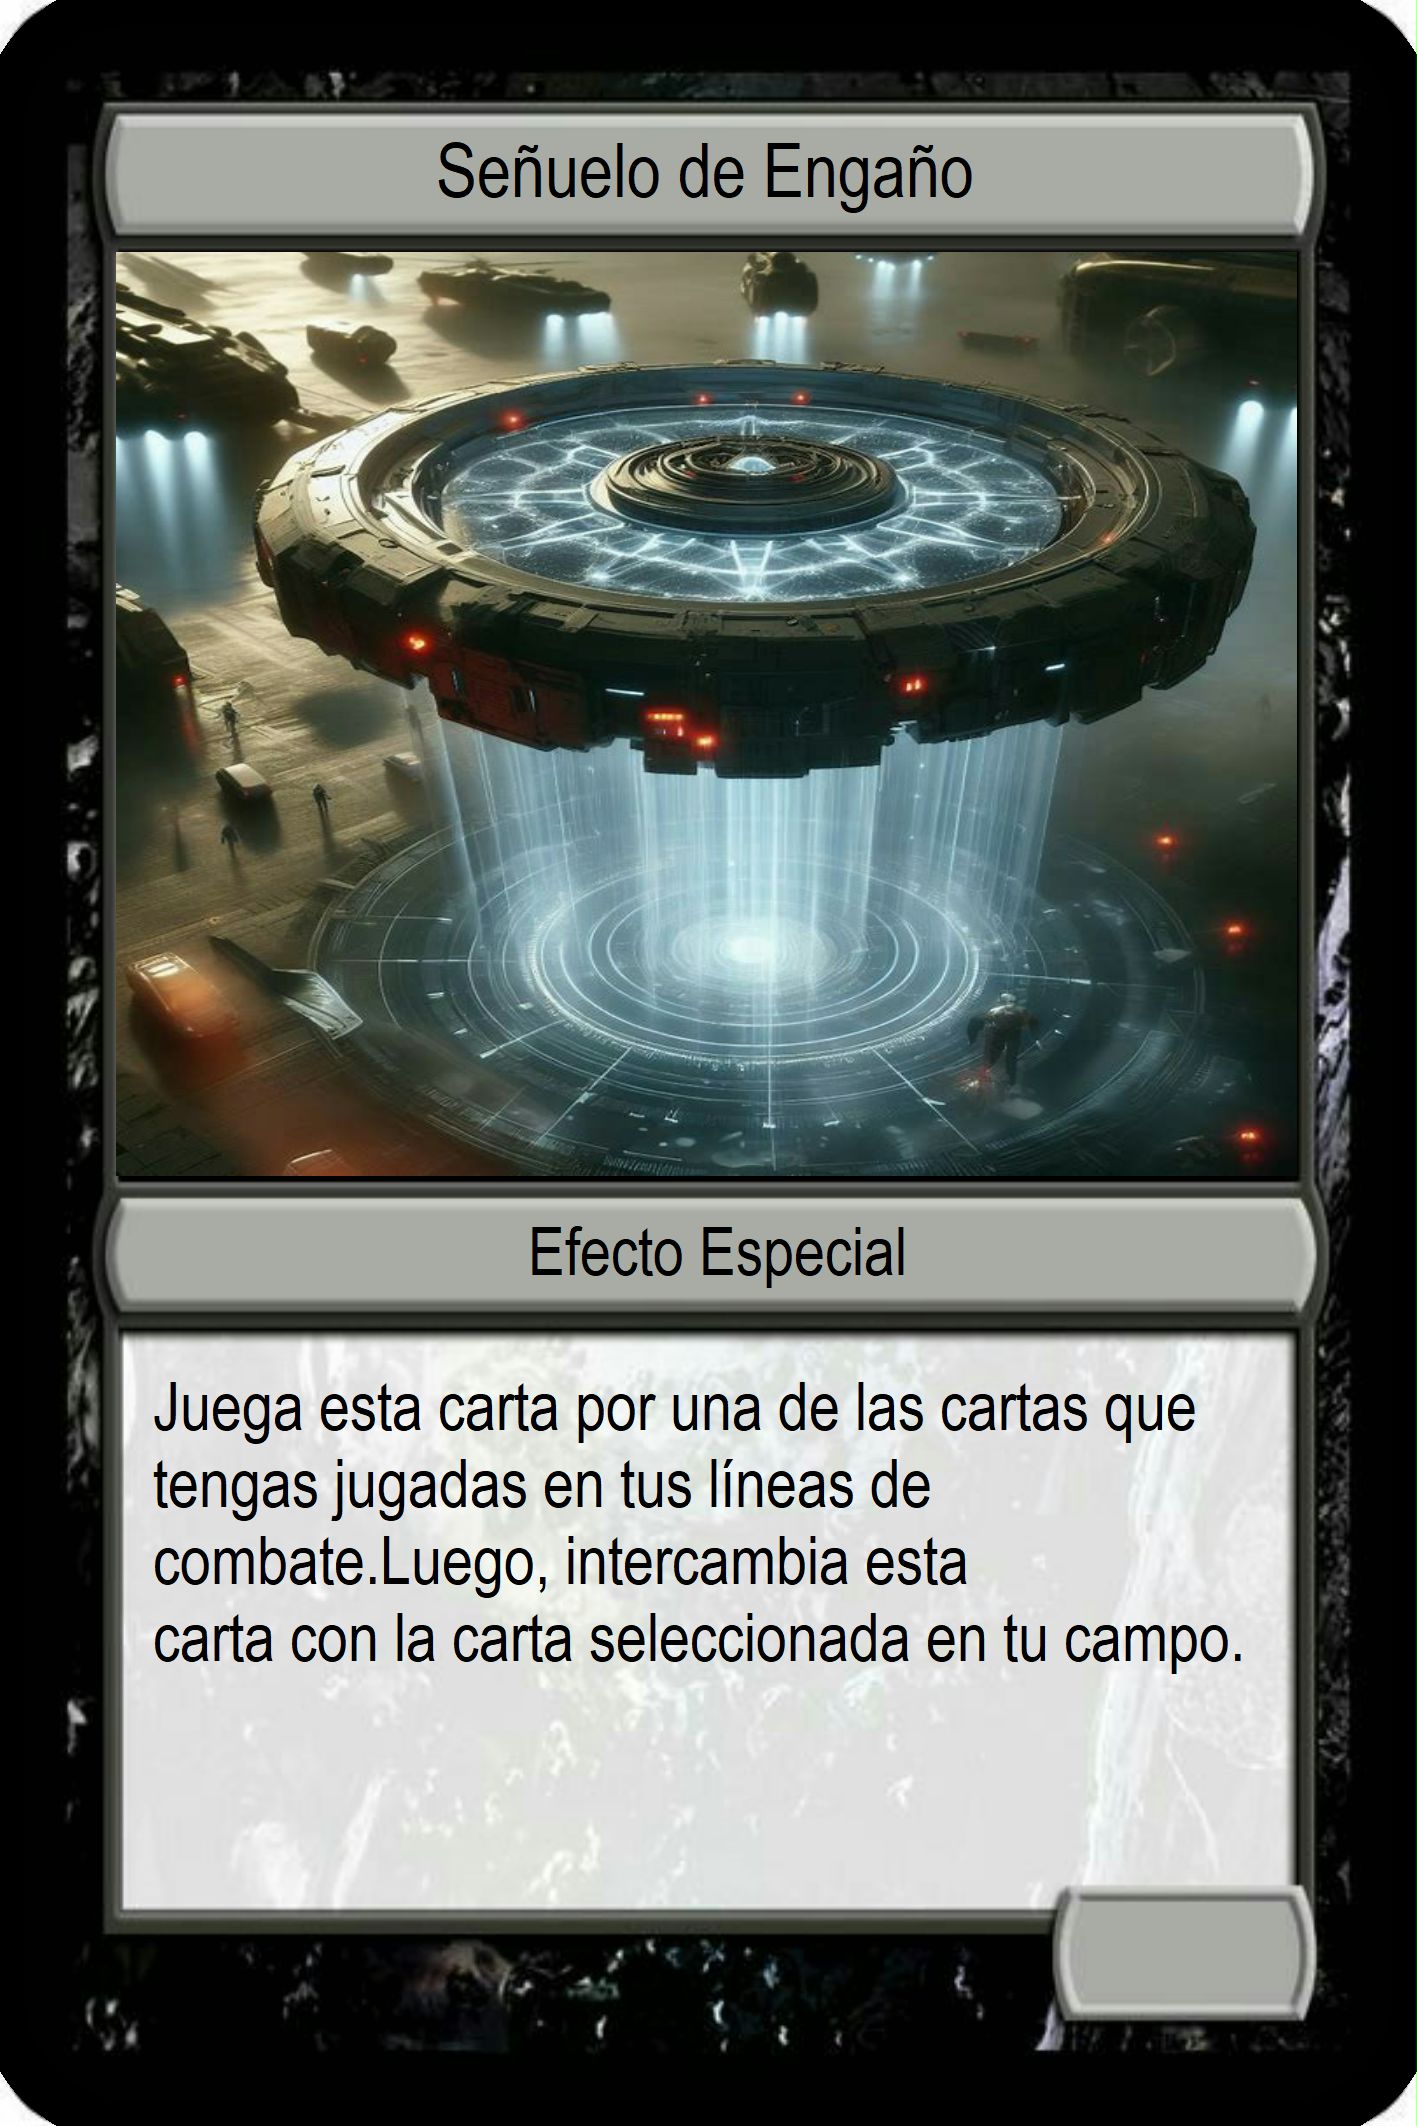 Señuelo de Engaño
Efecto Especial
Juega esta carta por una de las cartas que
tengas jugadas en tus líneas de
combate.Luego, intercambia esta
carta con la carta seleccionada en tu campo.